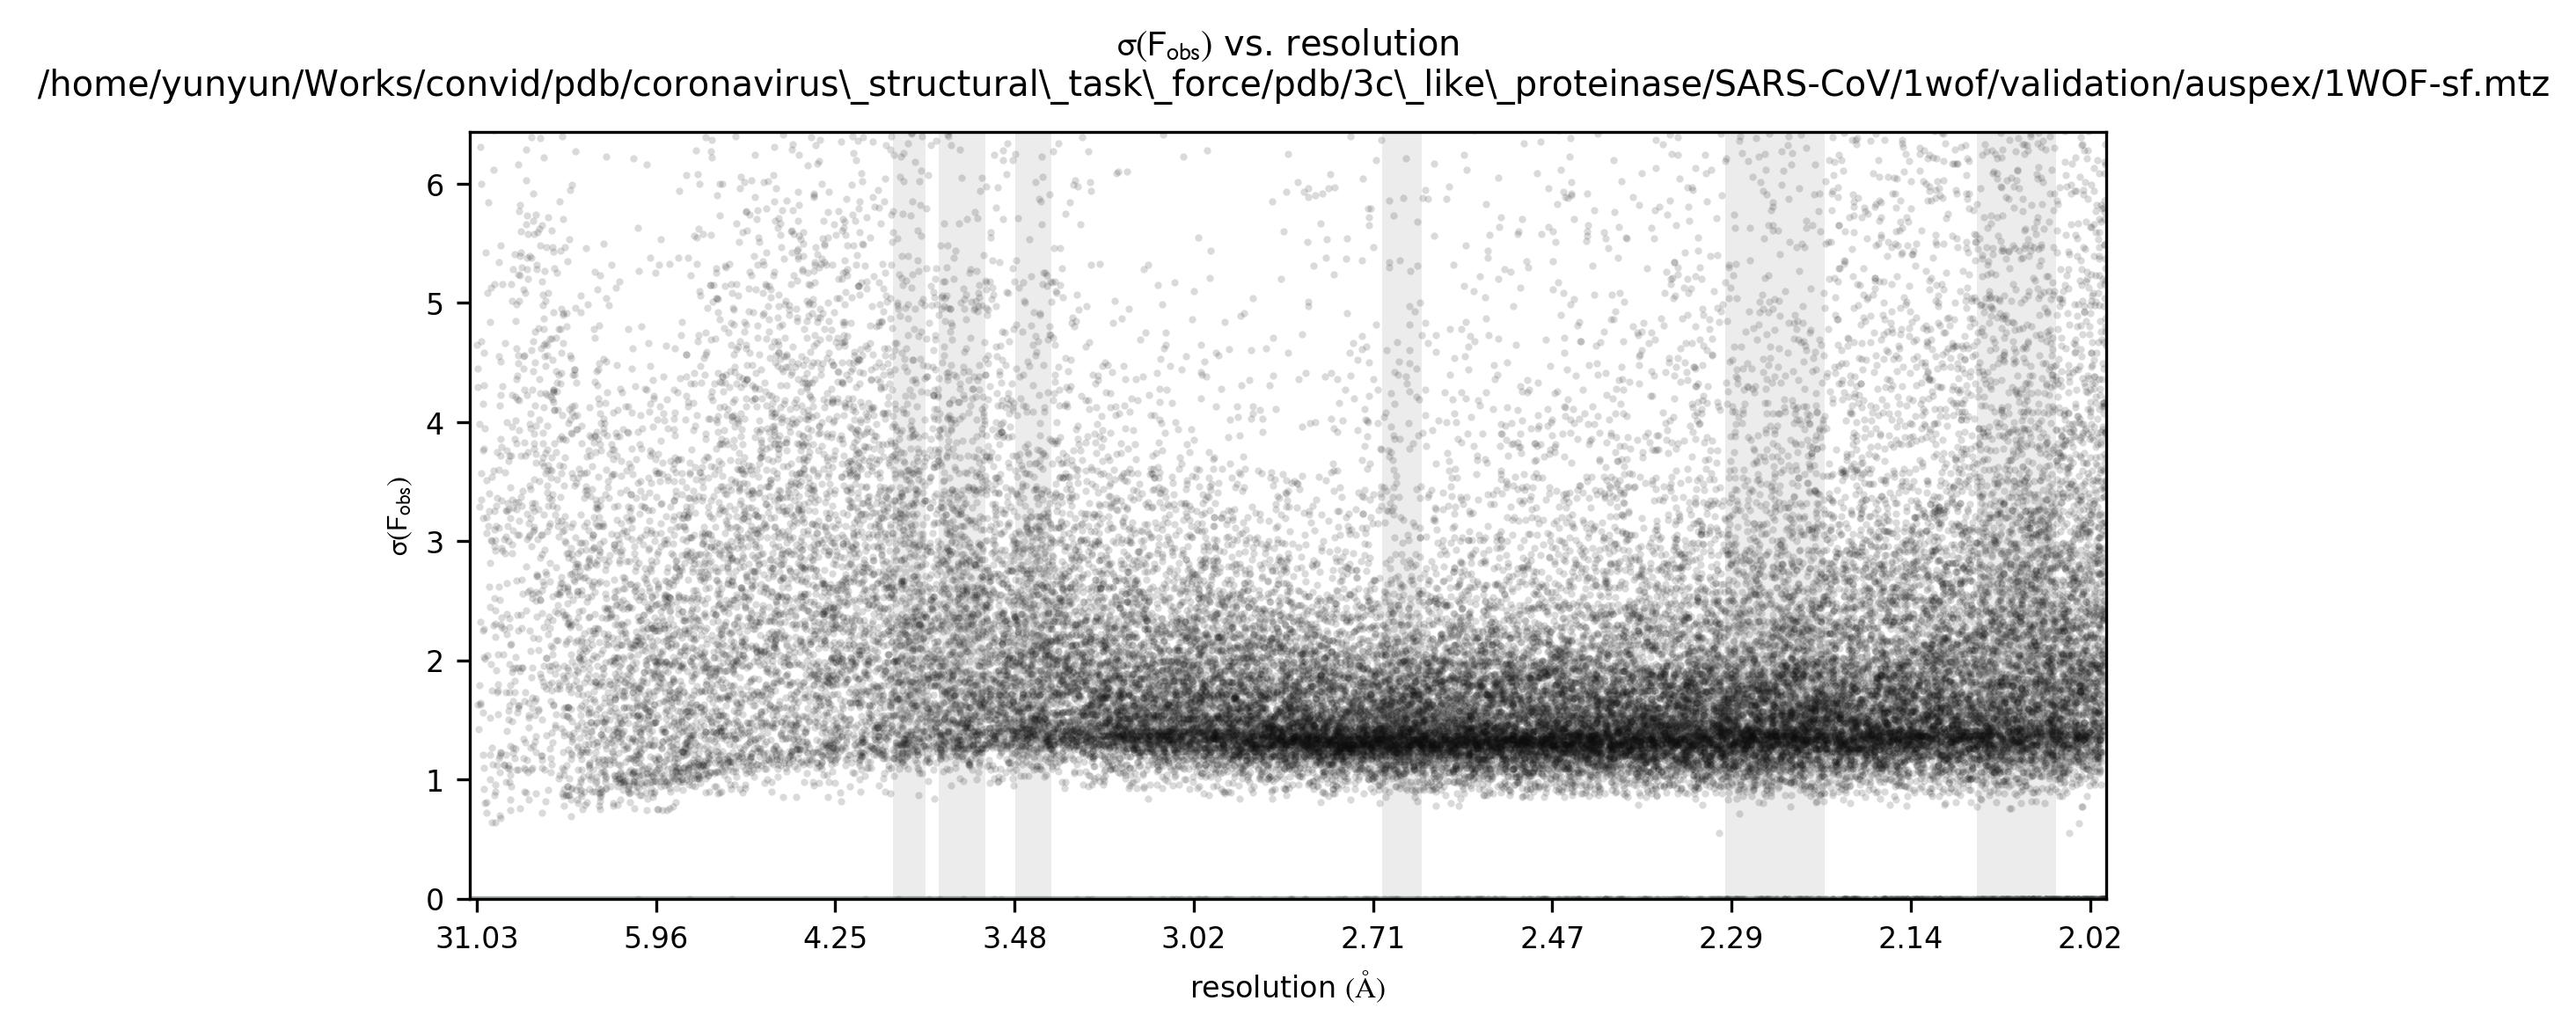 σ(Fobs) vs. resolution
/home/yunyun/Works/convid/pdb/coronavirus\_structural\_task\_force/pdb/3c\_like\_proteinase/SARS-CoV/1wof/validation/auspex/1WOF-sf.mtz
σ(Fobs)
6
5
4
3
2
1
0
31.03 5.96 4.25 3.48 3.02 2.71 2.47 2.29 2.14 2.02
resolution (Å)